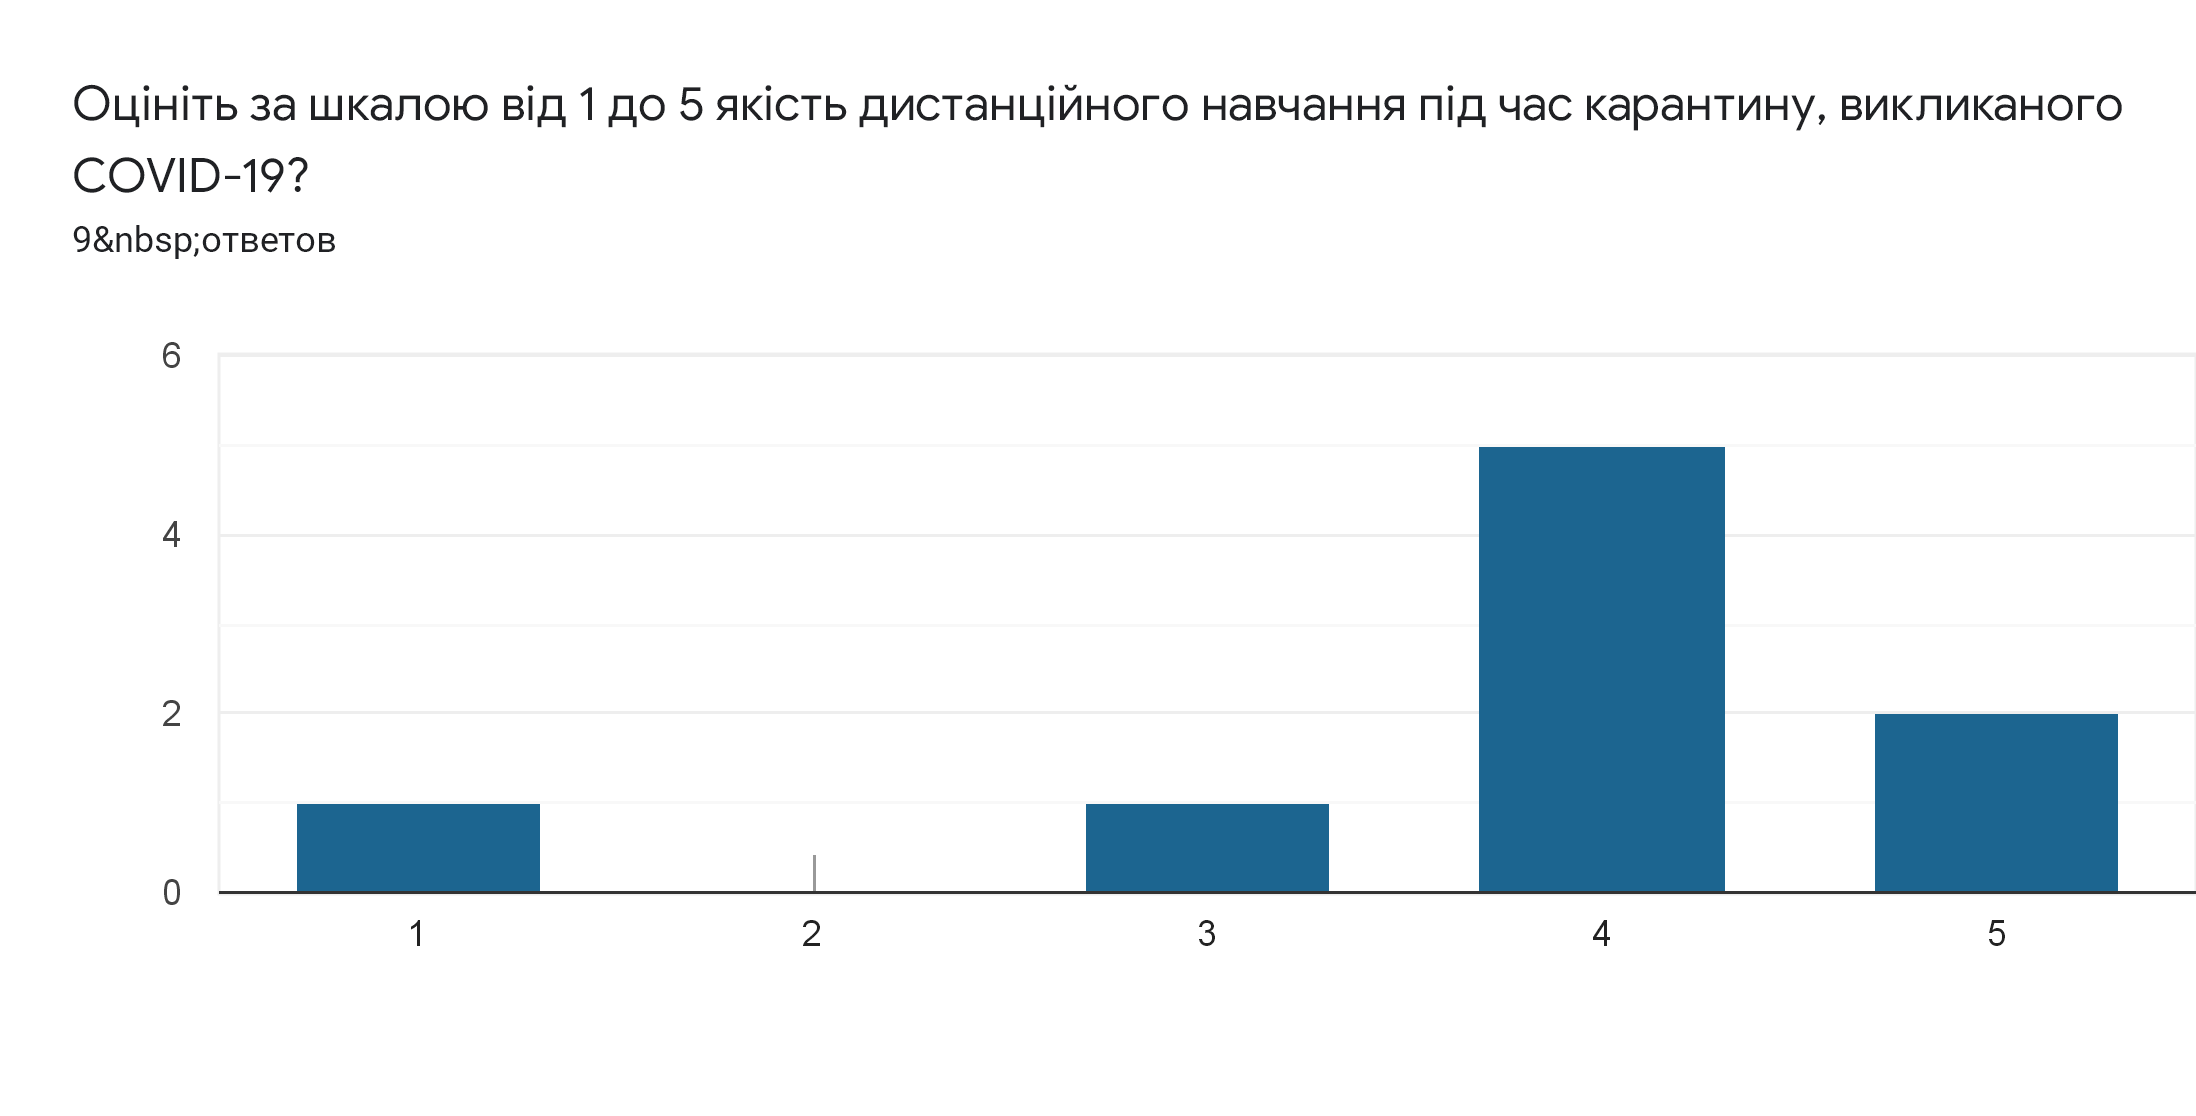 Оцініть за шкалою від 1 до 5 якість дистанційного навчання під час карантину, викликаного
COVID-19?
9&nbsp;ответов
6
4
2
0
1 2 3 4 5